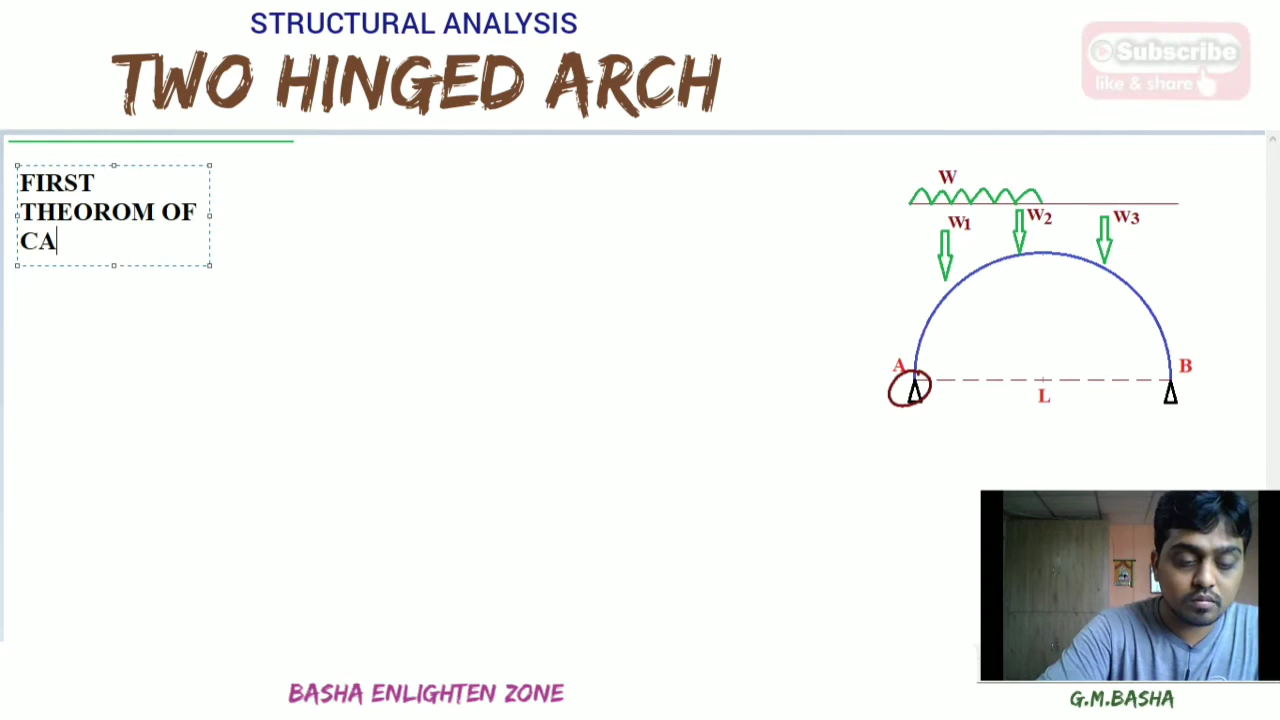 STRUCTURAL ANALYSIS
TWO HINGED ARCH
Subscribe
like & share
FIRST
THEOROM OF
CA
W
W1
W2
W3
A
B
L
BASHA ENLIGHTEN ZONE
G.M.BASHA